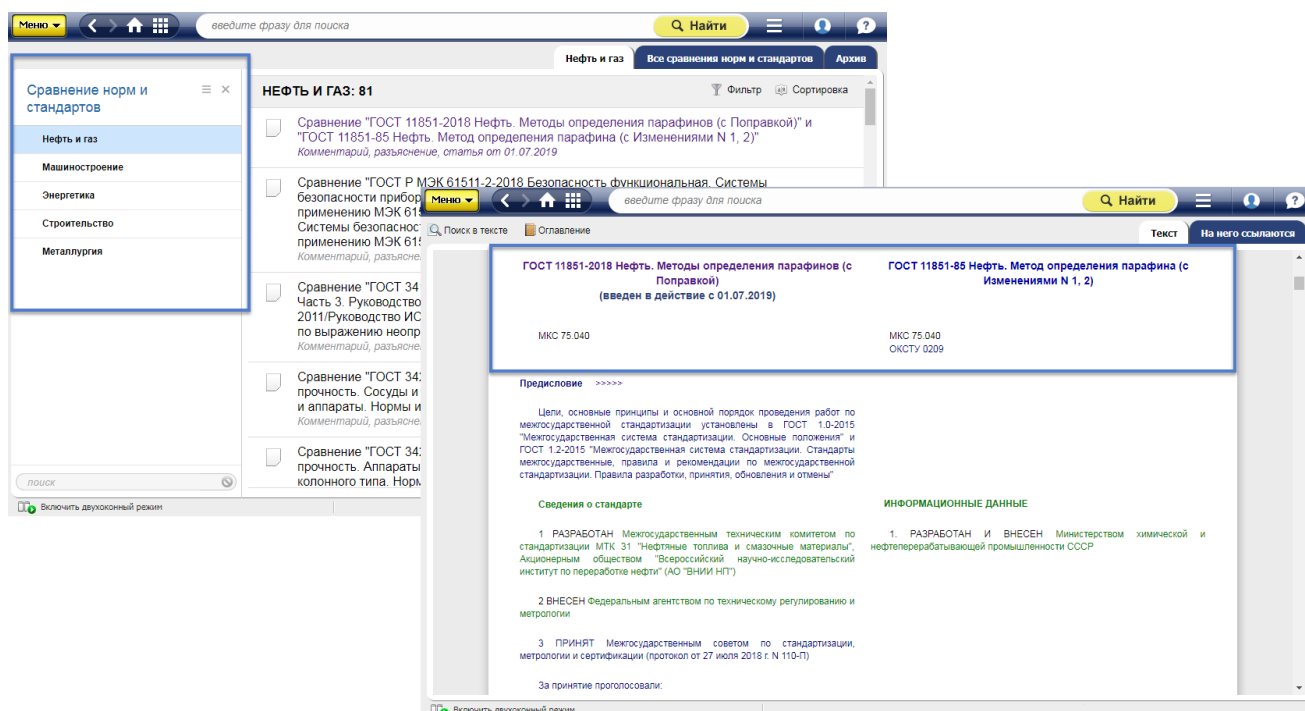 Меню
введите фразу для поиска
Найти
?
Нефть и газ
Все сравнения норм и стандартов
Архив
Сравнение норм и
стандартов
Нефть и газ
Машиностроение
Энергетика
Строительство
Металлургия
поиск
Включить двухоконный режим
НЕФТЬ И ГАЗ: 81
Фильтр
Сортировка
Сравнение "ГОСТ 11851-2018 Нефть. Методы определения парафинов (с Поправкой)" и
"ГОСТ 11851-85 Нефть. Метод определения парафина (с Изменениями N 1, 2)"
Комментарий, разъяснение, статья от 01.07.2019
Сравнение "ГОСТ Р МЭК 61511-2-2018 Безопасность функциональная. Системы
безопасности прибор
применению МЭК 61
Системы безопаснос
применению МЭК 61
Комментарий, разъясне
Сравнение "ГОСТ 34
Часть 3. Руководство
2011/Руководство ИС
по выражению неопр
Комментарий, разъясне
Сравнение "ГОСТ 34
прочность. Сосуды и
и аппараты. Нормы и
Комментарий, разъясне
Сравнение "ГОСТ 34
прочность. Аппараты
колонного типа. Норм
Меню
введите фразу для поиска
Найти
?
Поиск в тексте
Оглавление
Текст
На него ссылаются
ГОСТ 11851-2018 Нефть. Методы определения парафинов (с
Поправкой)
(введен в действие с 01.07.2019)
ГОСТ 11851-85 Нефть. Метод определения парафина (с
Изменениями N 1, 2)
МКС 75.040
МКС 75.040
ОКСТУ 0209
Предисловие >>>>>
Цели, основные принципы и основной порядок проведения работ по
межгосударственной стандартизации установлены в ГОСТ 1.0-2015
"Межгосударственная система стандартизации. Основные положения" и
ГОСТ 1.2-2015 "Межгосударственная система стандартизации. Стандарты
межгосударственные, правила и рекомендации по межгосударственной
стандартизации. Правила разработки, принятия, обновления и отмены"
Сведения о стандарте
ИНФОРМАЦИОННЫЕ ДАННЫЕ
1 РАЗРАБОТАН Межгосударственным техническим комитетом по
стандартизации МТК 31 "Нефтяные топлива и смазочные материалы",
Акционерным обществом "Всероссийский научно-исследовательский
институт по переработке нефти" (АО "ВНИИ НП")
1. РАЗРАБОТАН И ВНЕСЕН Министерством химической и
нефтеперерабатывающей промышленности СССР
2 ВНЕСЕН Федеральным агентством по техническому регулированию и
метрологии
3 ПРИНЯТ Межгосударственным советом по стандартизации,
метрологии и сертификации (протокол от 27 июля 2018 г. N 110-П)
За принятие проголосовали:
Включить двухоконный режим